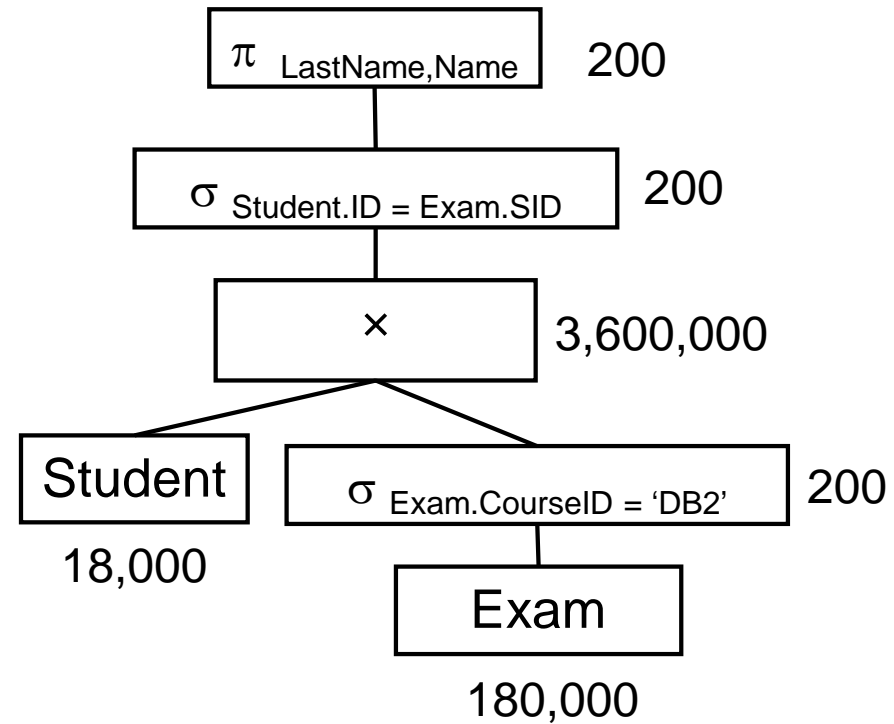 π LastName,Name 200
σ Student.ID = Exam.SID 200
× 3,600,000
Student
18,000
σ Exam.CourseID = ‘DB2’ 200
Exam
180,000